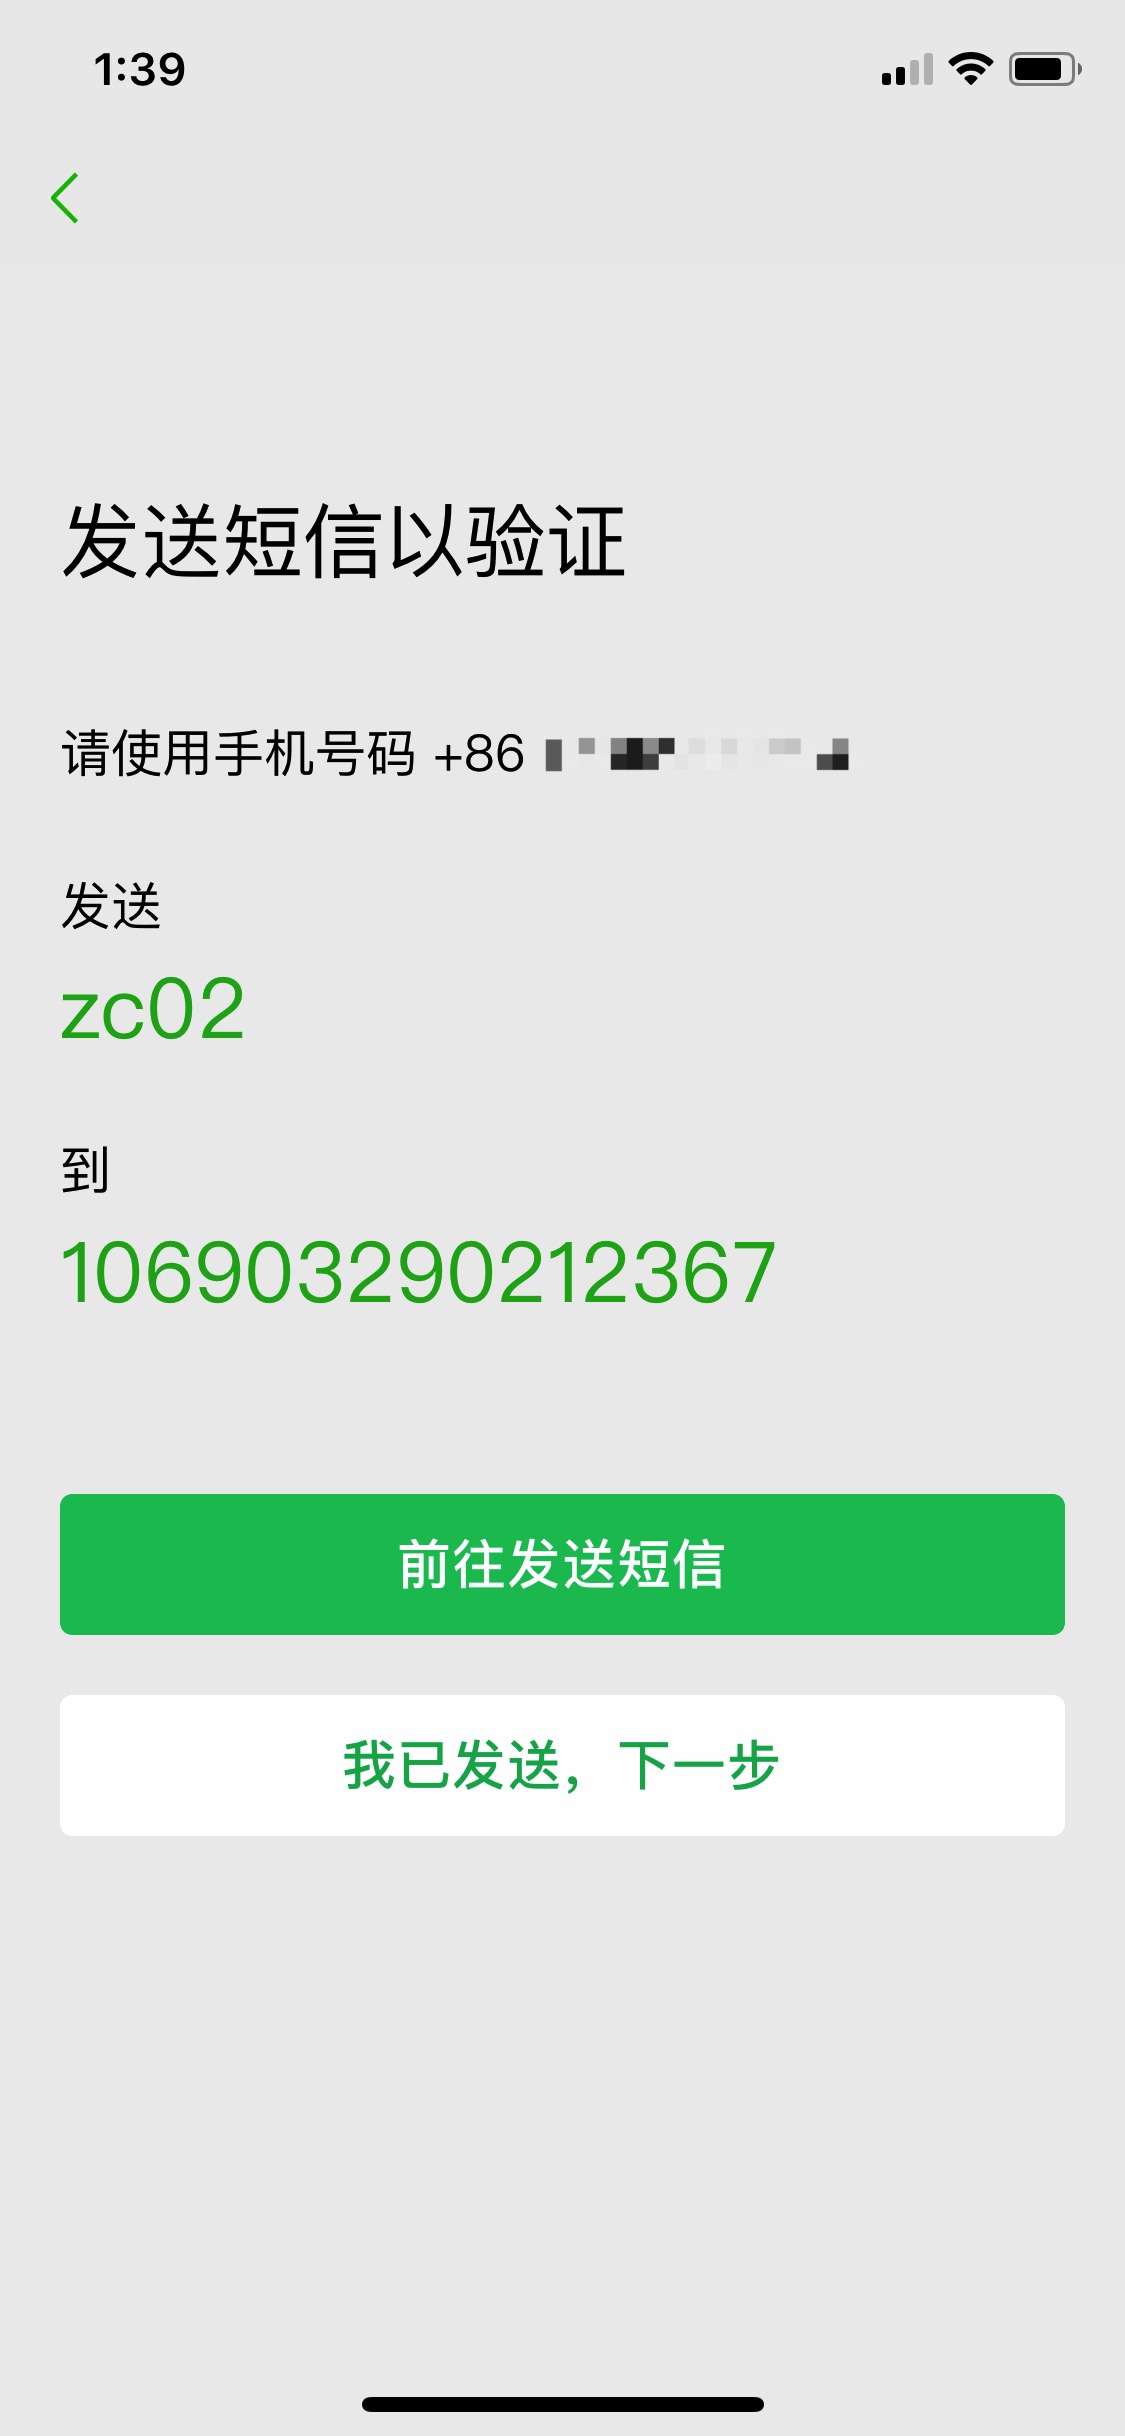 1:39
发送短信以验证
请使用手机号码 +86
发送
zc02
到
106903290212367
前往发送短信
我已发送，下一步